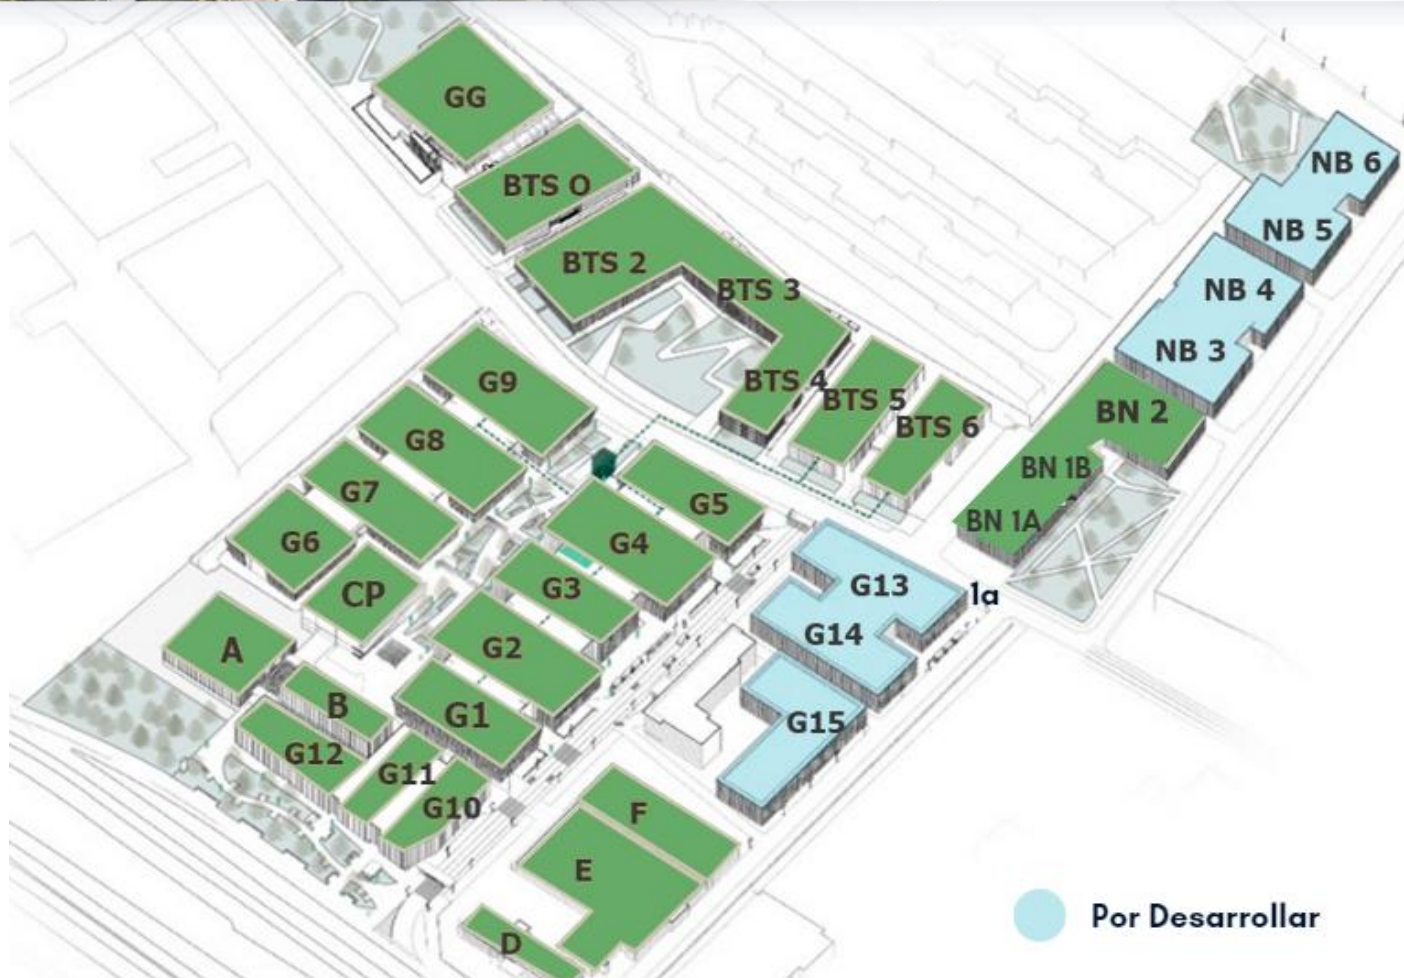 GG
BTS O
NB 6
NB 5
BTS 2
BTS 3
NB 4
NB 3
G9
BTS 4
BTS 5
BTS 6
BN 2
G8
BN 1B
G7
G5
BN 1A
G6
G4
G3
CP
G13
1a
G14
A
G2
B
G1
G15
G12
G11
G10
F
E
D
Por Desarrollar